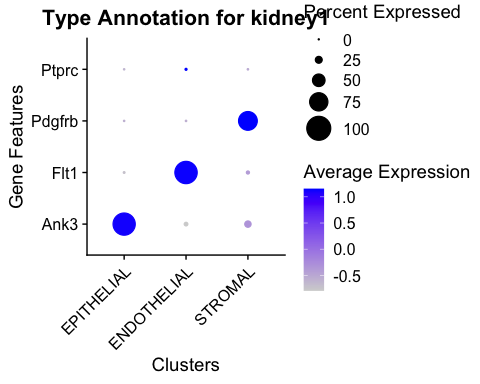 Type Annotation for kidney1
Percent Expressed
0
25
50
75
100
Average Expression
1.0
0.5
0.0
-0.5
Gene Features
Ptprc
Pdgfrb
Flt1
Ank3
EPITHELIAL
ENDOTHELIAL
STROMAL
Clusters